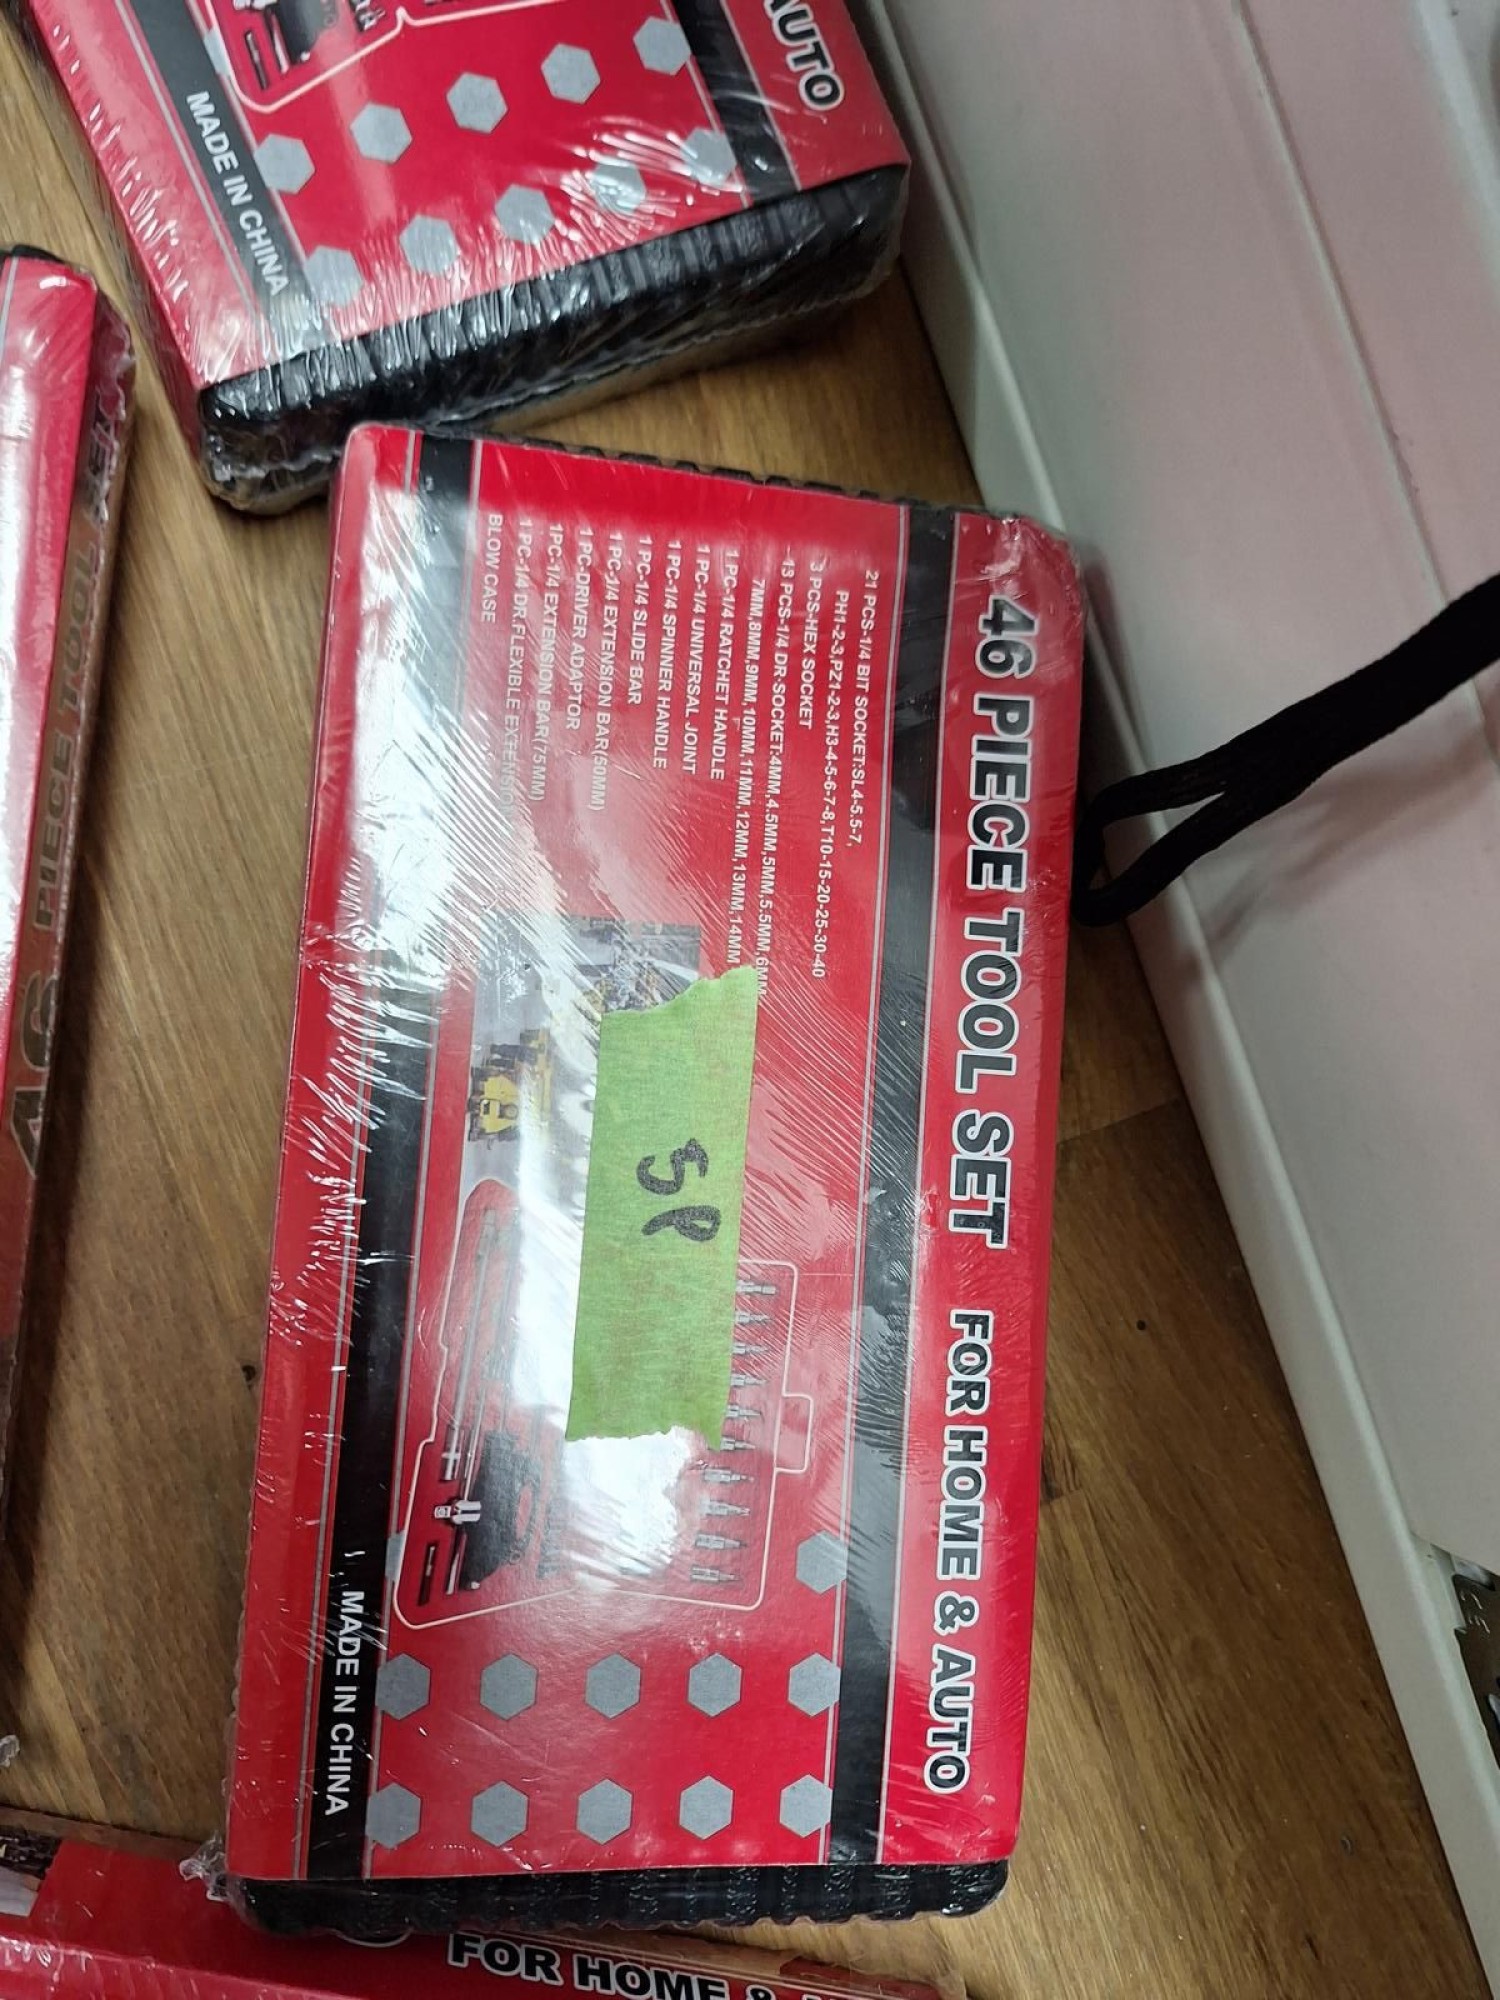 46 PIECE TOOL SET FOR HOME & AUTO
21 PCS-1/4 BIT SOCKET:SL4-5.5-7,
PH1-2-3,PZ1-2-3,H3-4-5-6-7-8,T10-15-20-25-30-40
3 PCS-HEX SOCKET
13 PCS-1/4 DR·SOCKET:4MM,4.5MM,5MM,5.5MM,6MM
7MM,8MM,9MM,10MM,11MM,12MM,13MM,14MM
1 PC-1/4 RATCHET HANDLE
1 PC-1/4 UNIVERSAL JOINT
1 PC-1/4 SPINNER HANDLE
1 PC-1/4 SLIDE BAR
1 PC-1/4 EXTENSION BAR(50MM)
1 PC-DRIVER ADAPTOR
1PC-1/4 EXTENSION BAR(75MM)
1 PC-1/4 DR.FLEXIBLE EXTENSION
BLOW CASE
5P
MADE IN CHINA
AUTO
MADE IN CHINA
46 PIECE TOOL
FOR HOME &